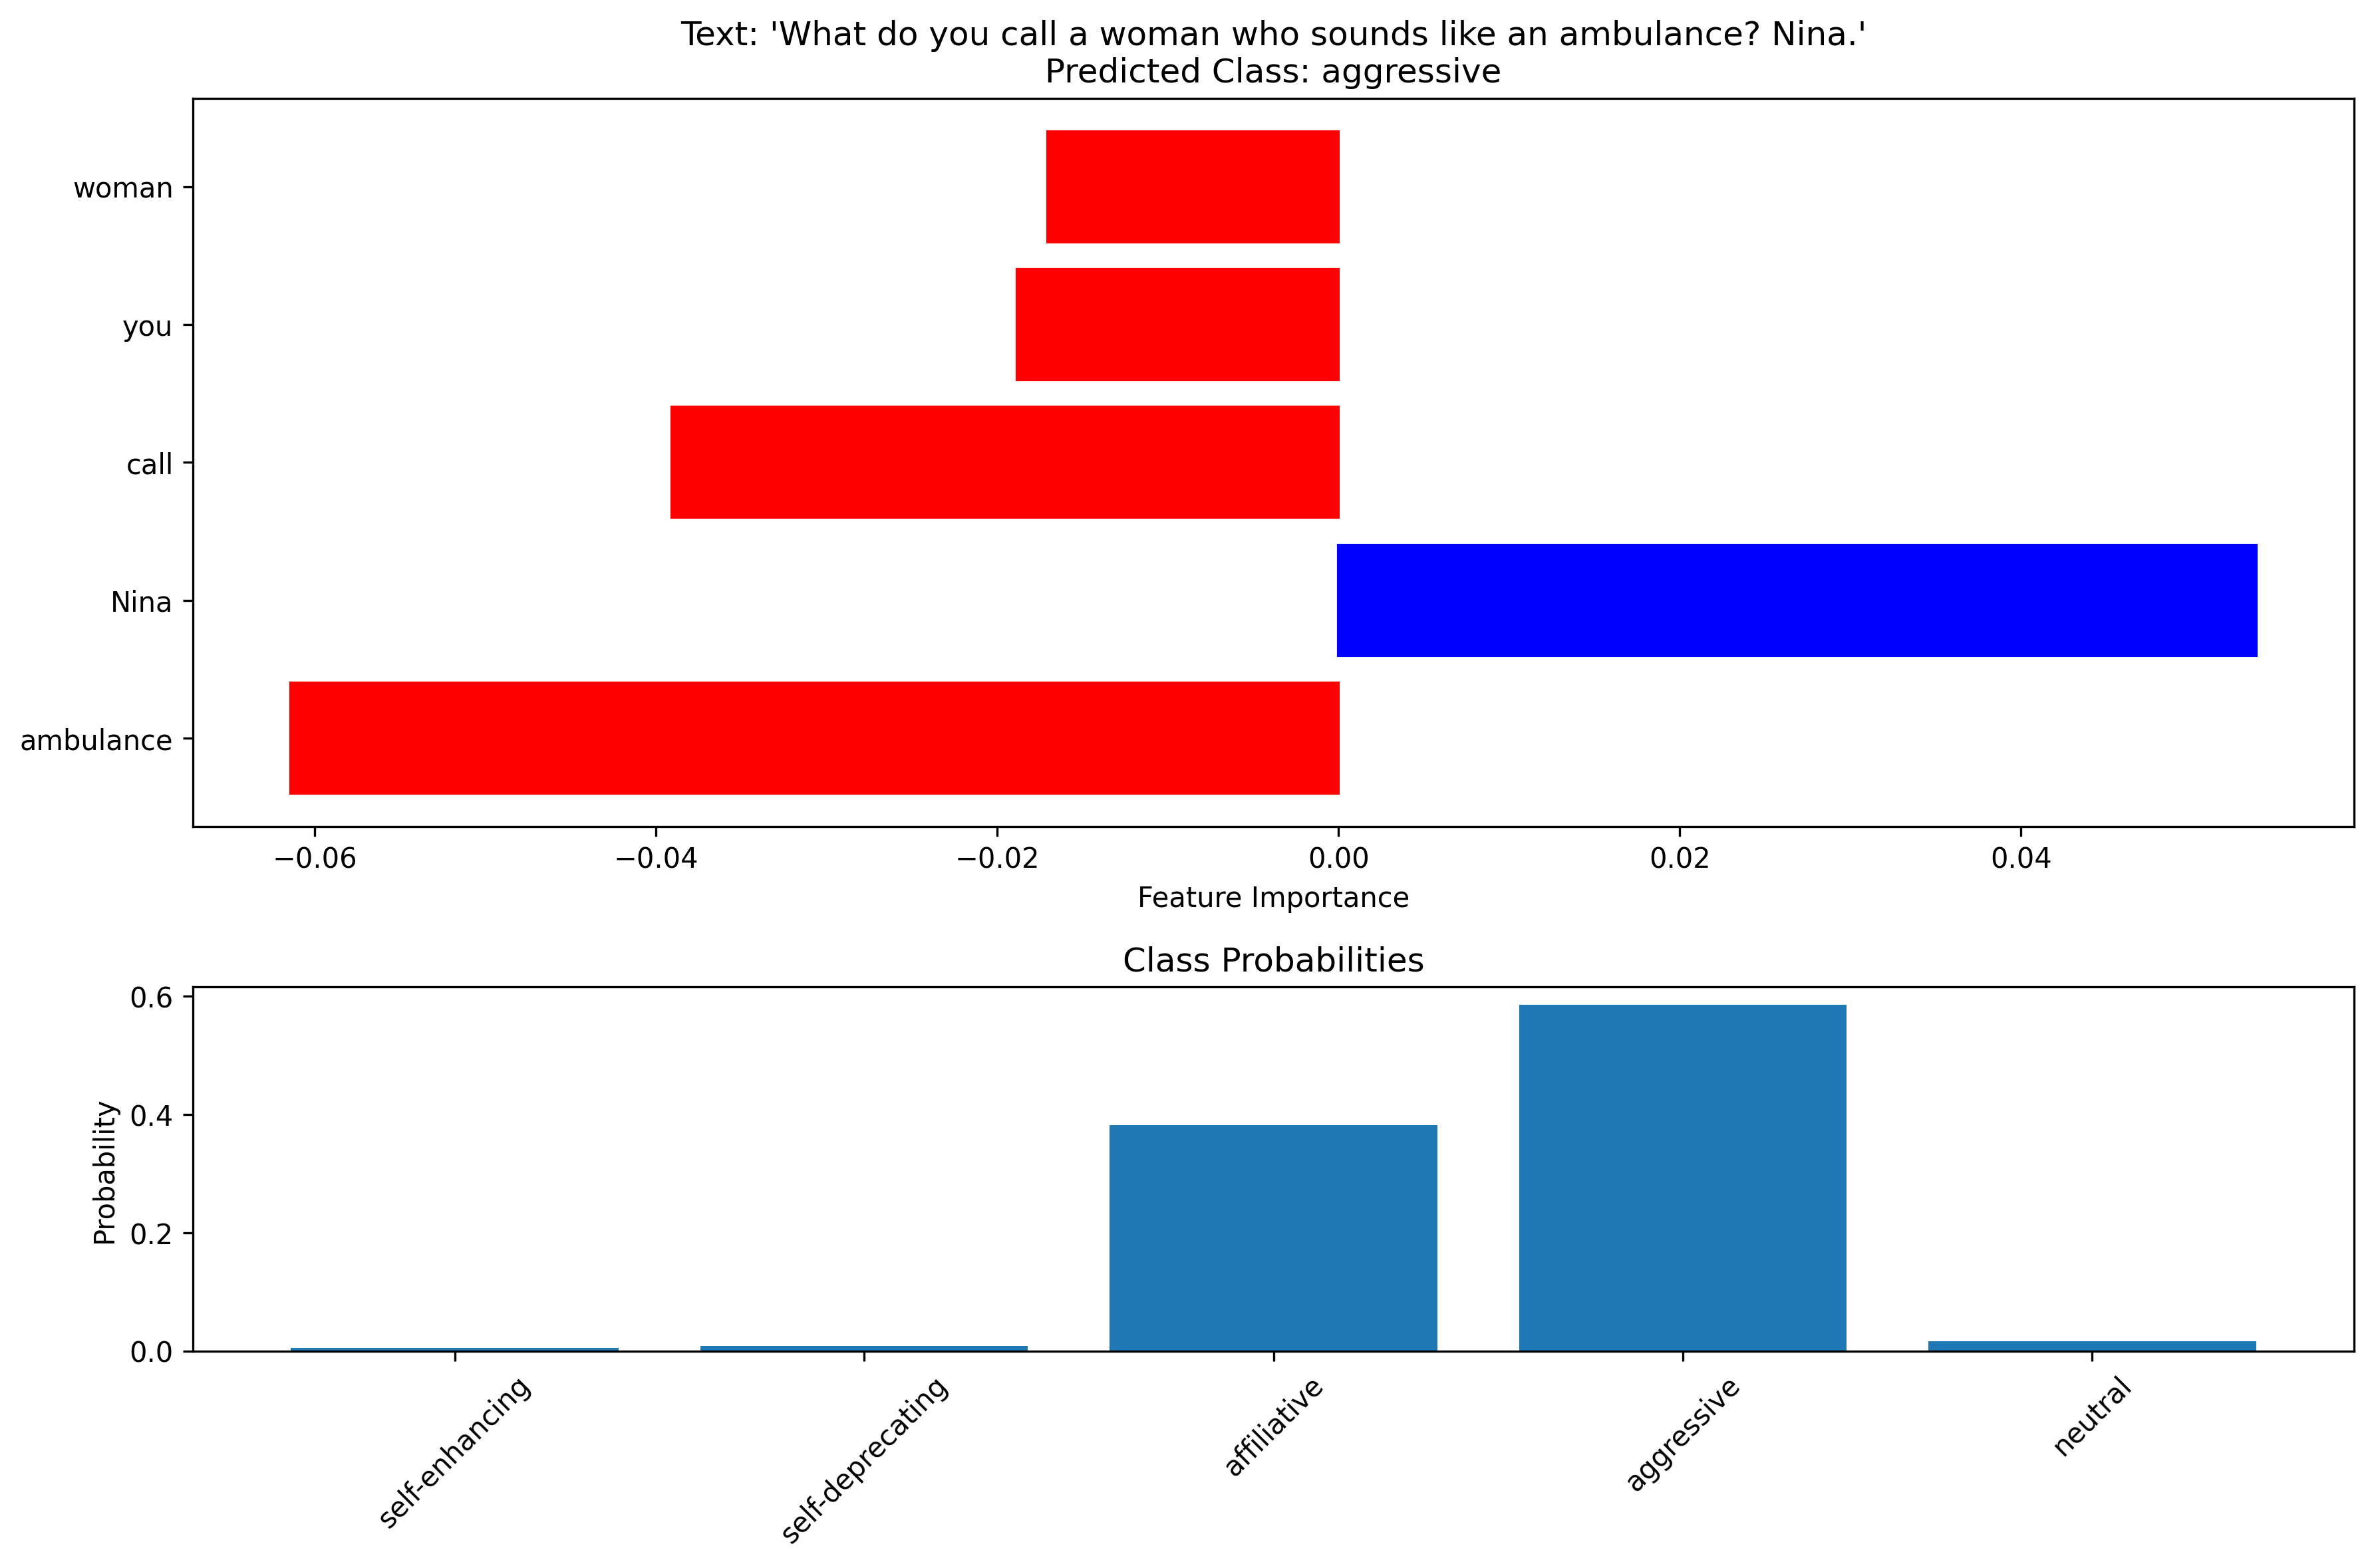 Text: 'What do you call a woman who sounds like an ambulance? Nina.'
Predicted Class: aggressive
woman
you
call
Nina
ambulance
−0.06
−0.04
−0.02
0.00
0.02
0.04
Feature Importance
Class Probabilities
Probability
0.6
0.4
0.2
0.0
self-enhancing
self-deprecating
affiliative
aggressive
neutral